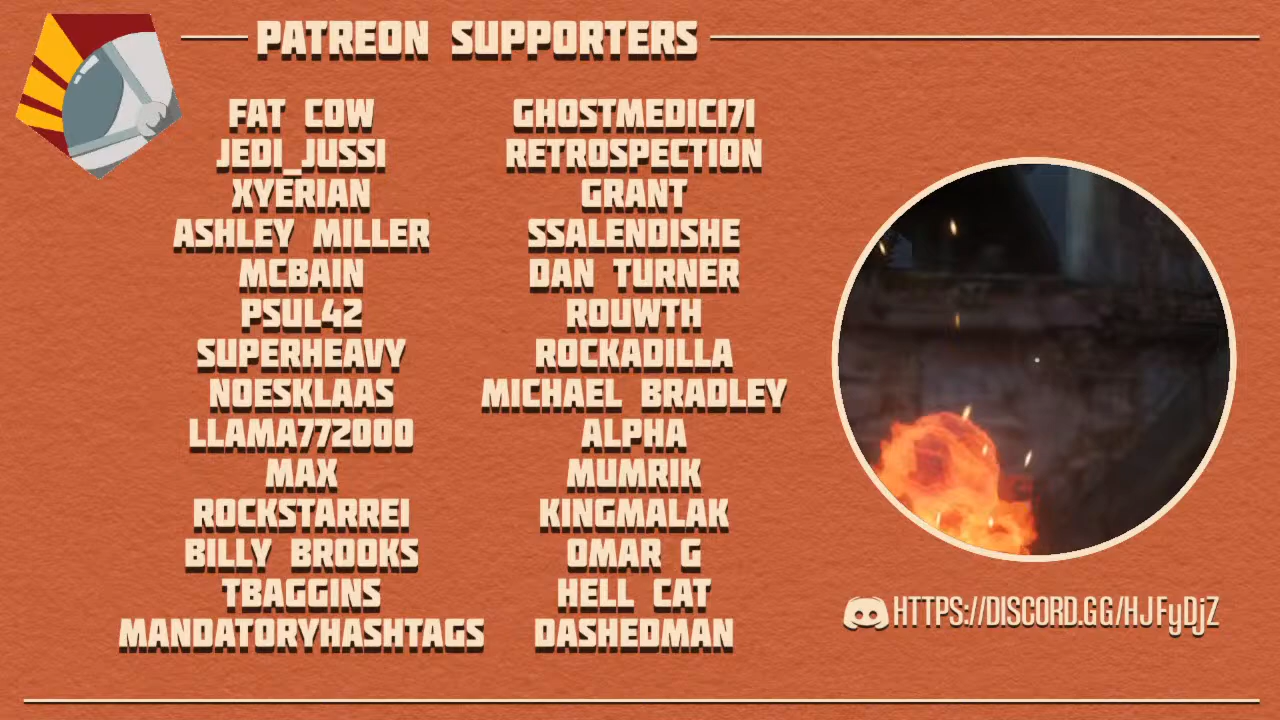 PATREON SUPPORTERS
FAT COW
JEDI_JUSSI
XYERIAN
ASHLEY MILLER
MCBAIN
PSUL42
SUPERHEAVY
NOESKLAAS
LLAMA772000
MAX
ROCKSTARREI
BILLY BROOKS
TBAGGINS
MANDATORYHASHTAGS
GHOSTMEDIC171
RETROSPECTION
GRANT
SSALENDISHE
DAN TURNER
ROUWTH
ROCKADILLA
MICHAEL BRADLEY
ALPHA
MUMRIK
KINGMALAK
OMAR G
HELL CAT
DASHEDMAN
HTTPS://DISCORD.GG/HJFyDjZ